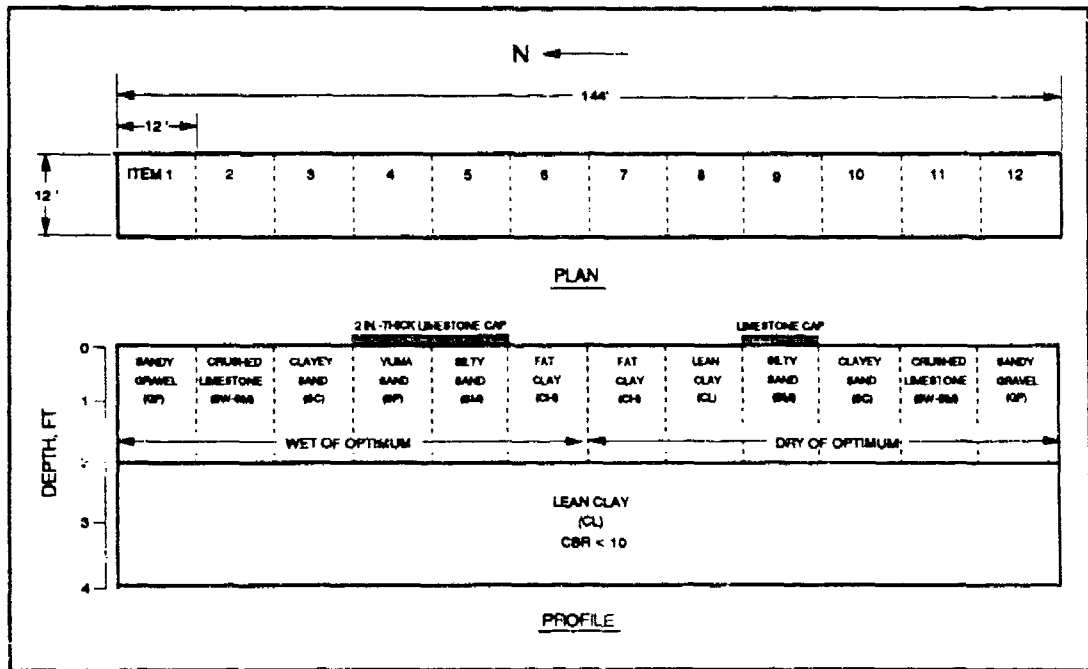 N
144'
12'
12'
ITEM 1 2 3 4 5 6 7 8 9 10 11 12
PLAN
2 IN.-THICK LIMESTONE CAP LIMESTONE CAP
0
SANDY CRUSHED CLAYEY YUMA SILTY FAT FAT LEAN SILTY CLAYEY CRUSHED SANDY
GRAVEL LIMESTONE SAND SAND SAND CLAY CLAY CLAY SAND SAND LIMESTONE GRAVEL
(GP) (SW-SM) (SC) (SP) (SM) (CH) (CH) (CL) (SM) (SC) (SW-SM) (GP)
1
WET OF OPTIMUM DRY OF OPTIMUM
DEPTH, FT
LEAN CLAY
3 (CL)
CBR < 10
4
PROFILE